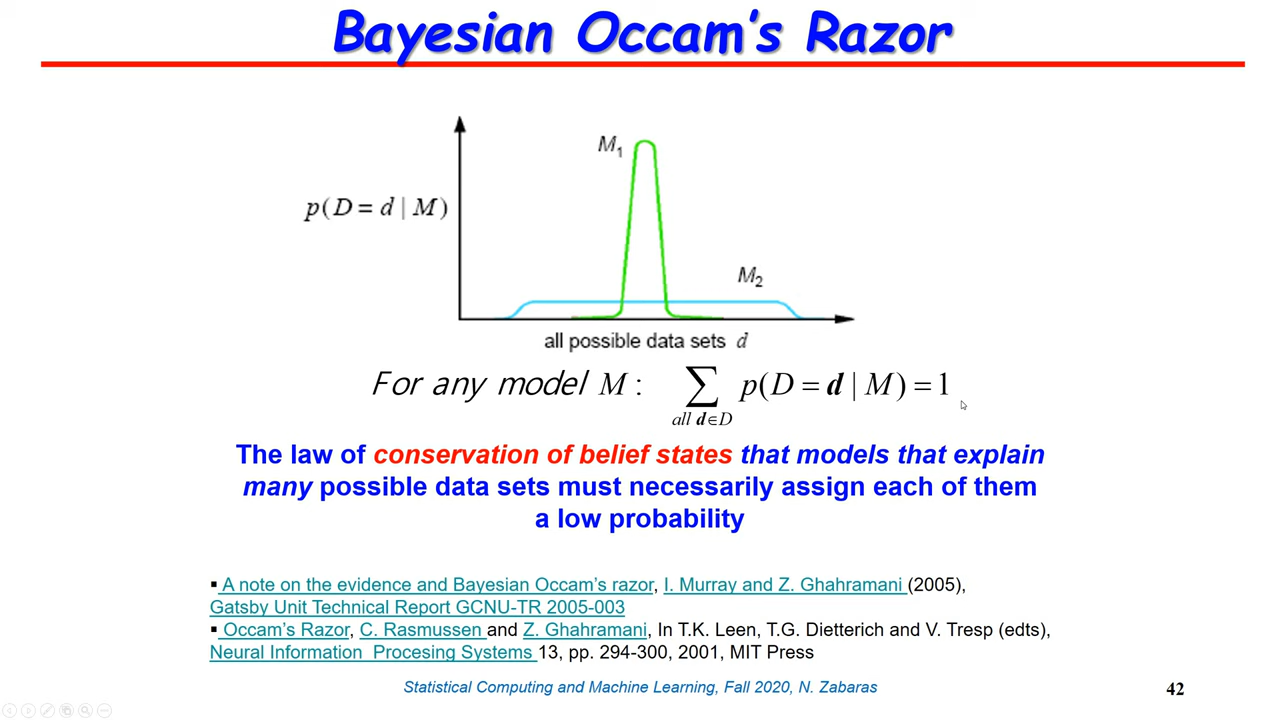 Bayesian Occam's Razor
M1
p(D = d | M)
M2
all possible data sets d
For any model M : ∑ p(D = d | M) = 1
all d∈D
The law of conservation of belief states that models that explain
many possible data sets must necessarily assign each of them
a low probability
▪ A note on the evidence and Bayesian Occam's razor, I. Murray and Z. Ghahramani (2005),
Gatsby Unit Technical Report GCNU-TR 2005-003
▪ Occam's Razor, C. Rasmussen and Z. Ghahramani, In T.K. Leen, T.G. Dietterich and V. Tresp (edts),
Neural Information Procesing Systems 13, pp. 294-300, 2001, MIT Press
Statistical Computing and Machine Learning, Fall 2020, N. Zabaras
42